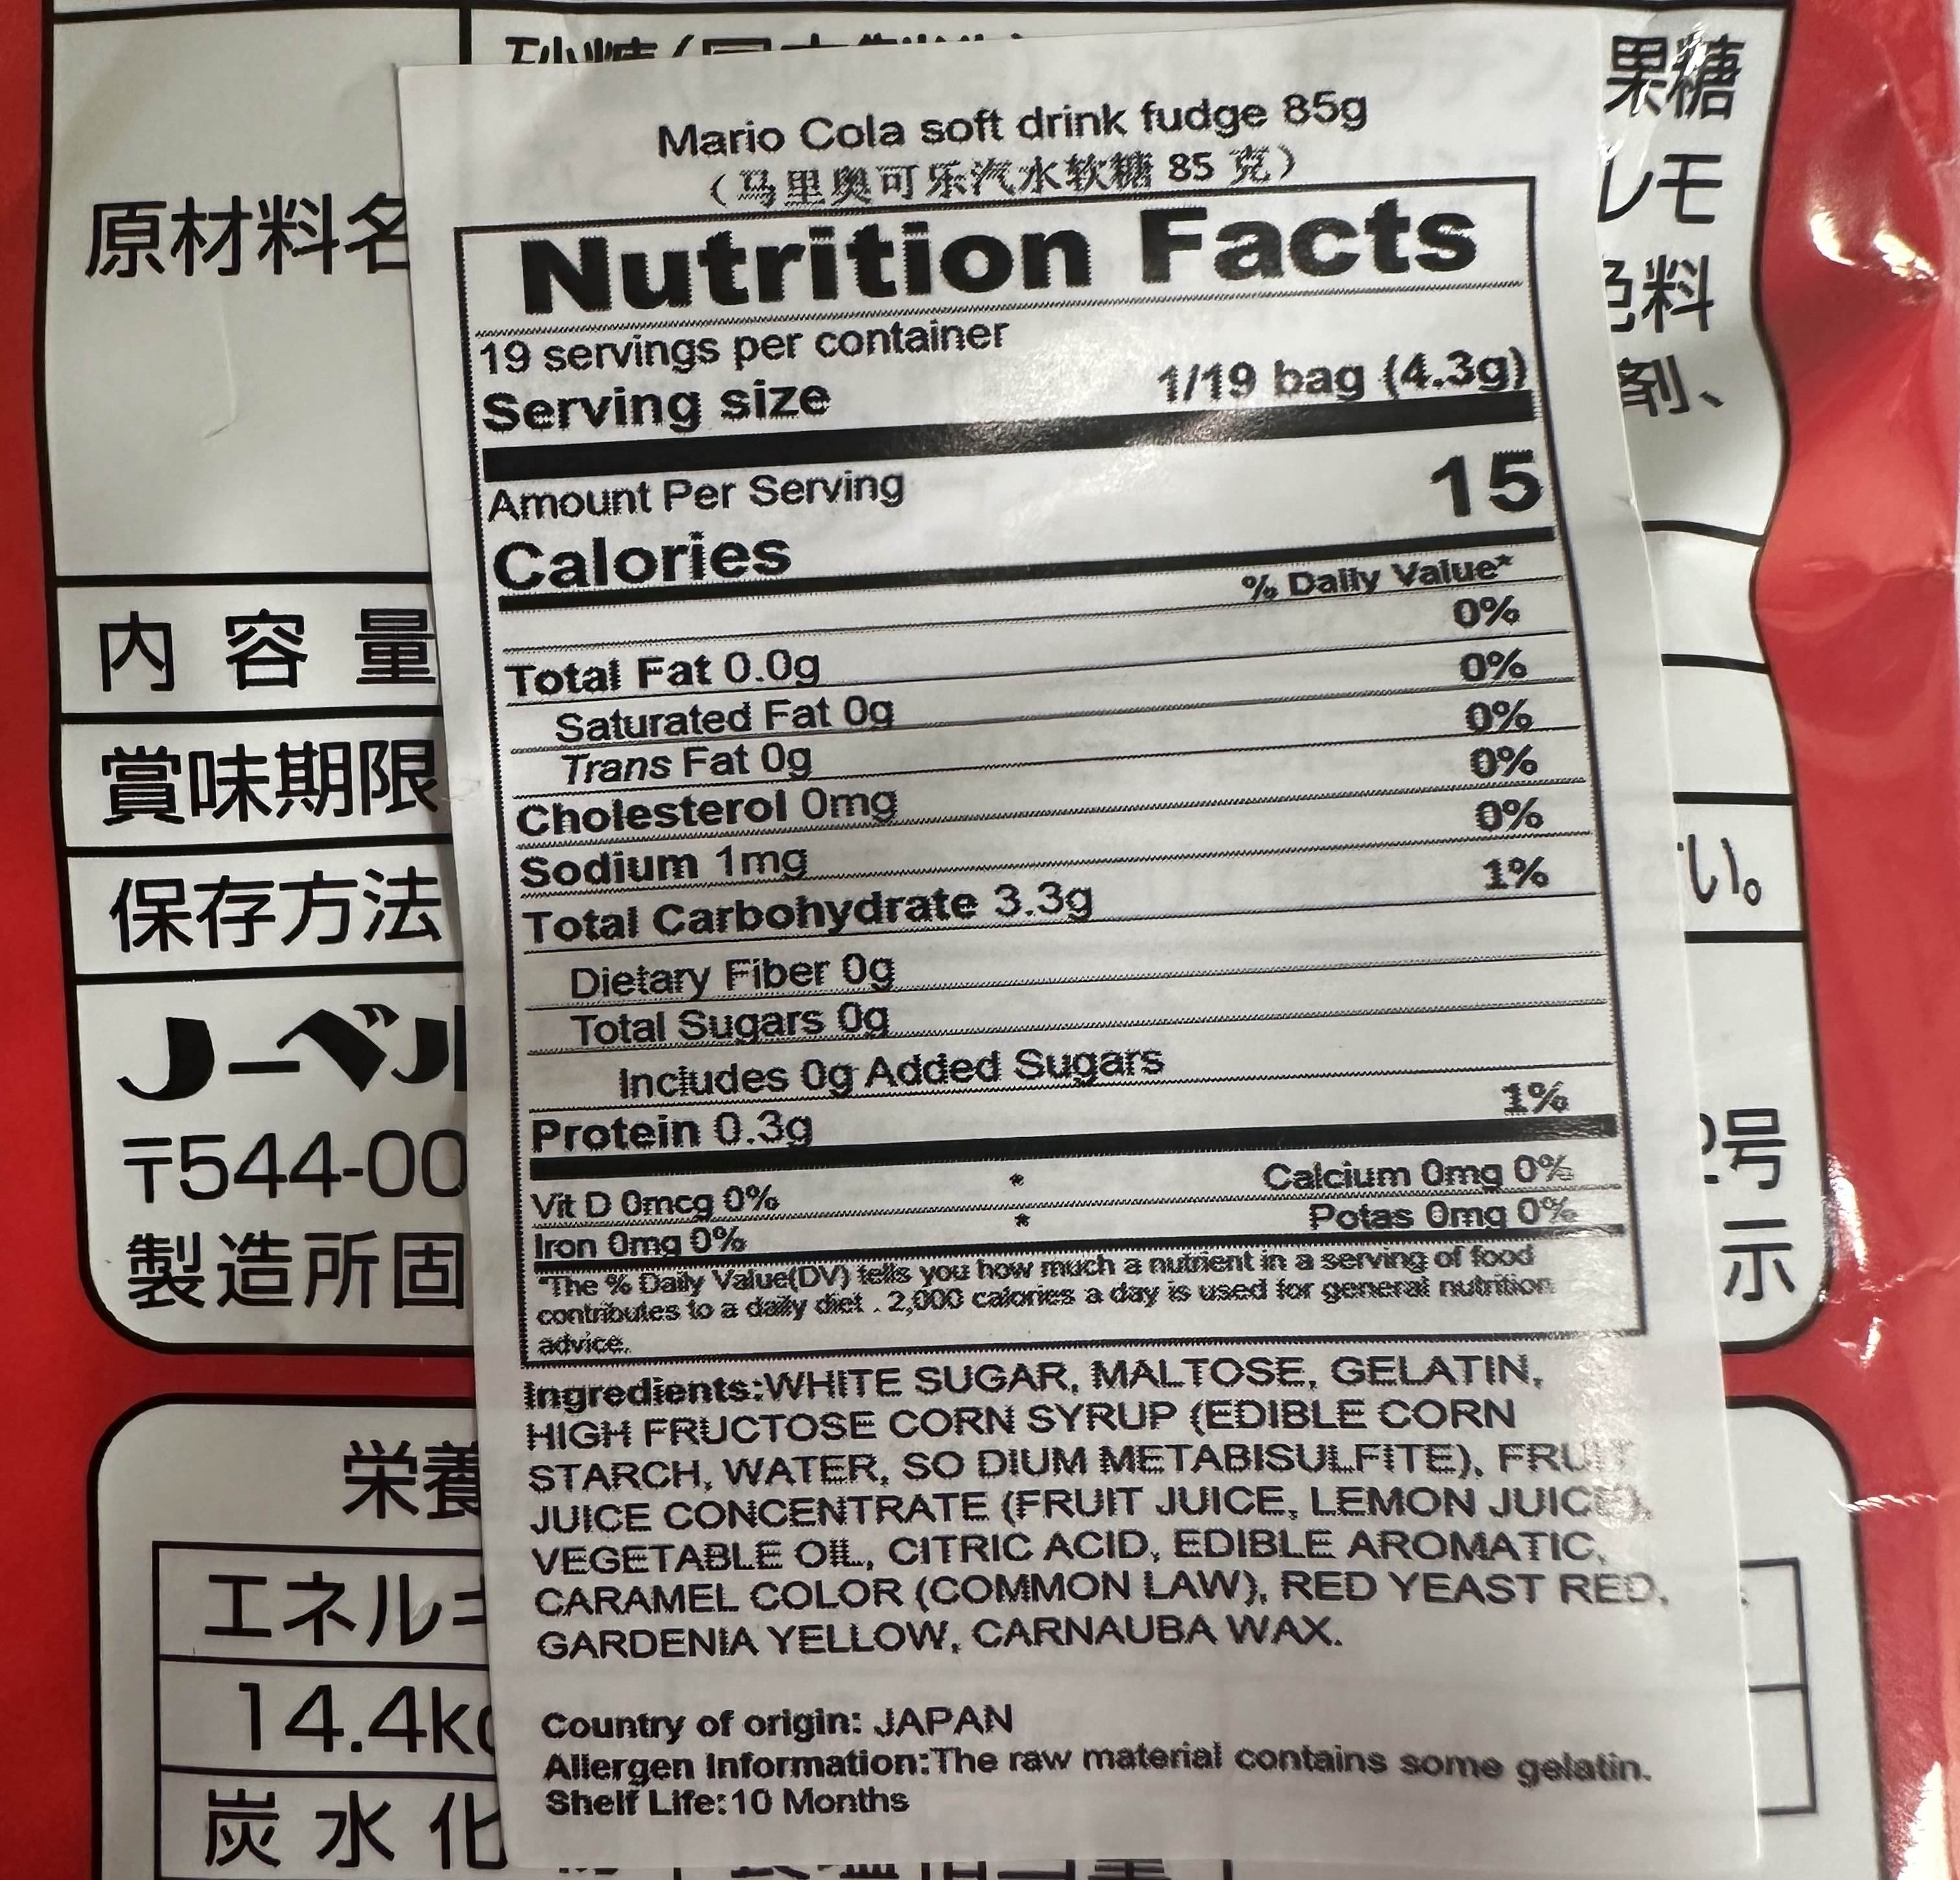 果糖
レモ
色料
剤、
原材料名
内容量
賞味期限
保存方法
い。
ノーベル
〒544-00
号
製造所固
示
栄養
エネルギ
14.4kc
炭水化
Mario Cola soft drink fudge 85g
（马里奥可乐汽水软糖 85 克）
Nutrition Facts
19 servings per container
Serving size 1/19 bag (4.3g)
Amount Per Serving
Calories 15
% Daily Value*
Total Fat 0.0g 0%
Saturated Fat 0g 0%
Trans Fat 0g 0%
Cholesterol 0mg 0%
Sodium 1mg 0%
Total Carbohydrate 3.3g 1%
Dietary Fiber 0g
Total Sugars 0g
Includes 0g Added Sugars
Protein 0.3g 1%
Vit D 0mcg 0% * Calcium 0mg 0%
Iron 0mg 0% * Potas 0mg 0%
*The % Daily Value(DV) tells you how much a nutrient in a serving of food
contributes to a daily diet . 2,000 calories a day is used for general nutrition
advice.
Ingredients:WHITE SUGAR, MALTOSE, GELATIN,
HIGH FRUCTOSE CORN SYRUP (EDIBLE CORN
STARCH, WATER, SO DIUM METABISULFITE), FRUIT
JUICE CONCENTRATE (FRUIT JUICE, LEMON JUICE),
VEGETABLE OIL, CITRIC ACID, EDIBLE AROMATIC,
CARAMEL COLOR (COMMON LAW), RED YEAST RED,
GARDENIA YELLOW, CARNAUBA WAX.
Country of origin: JAPAN
Allergen Information:The raw material contains some gelatin.
Shelf Life:10 Months